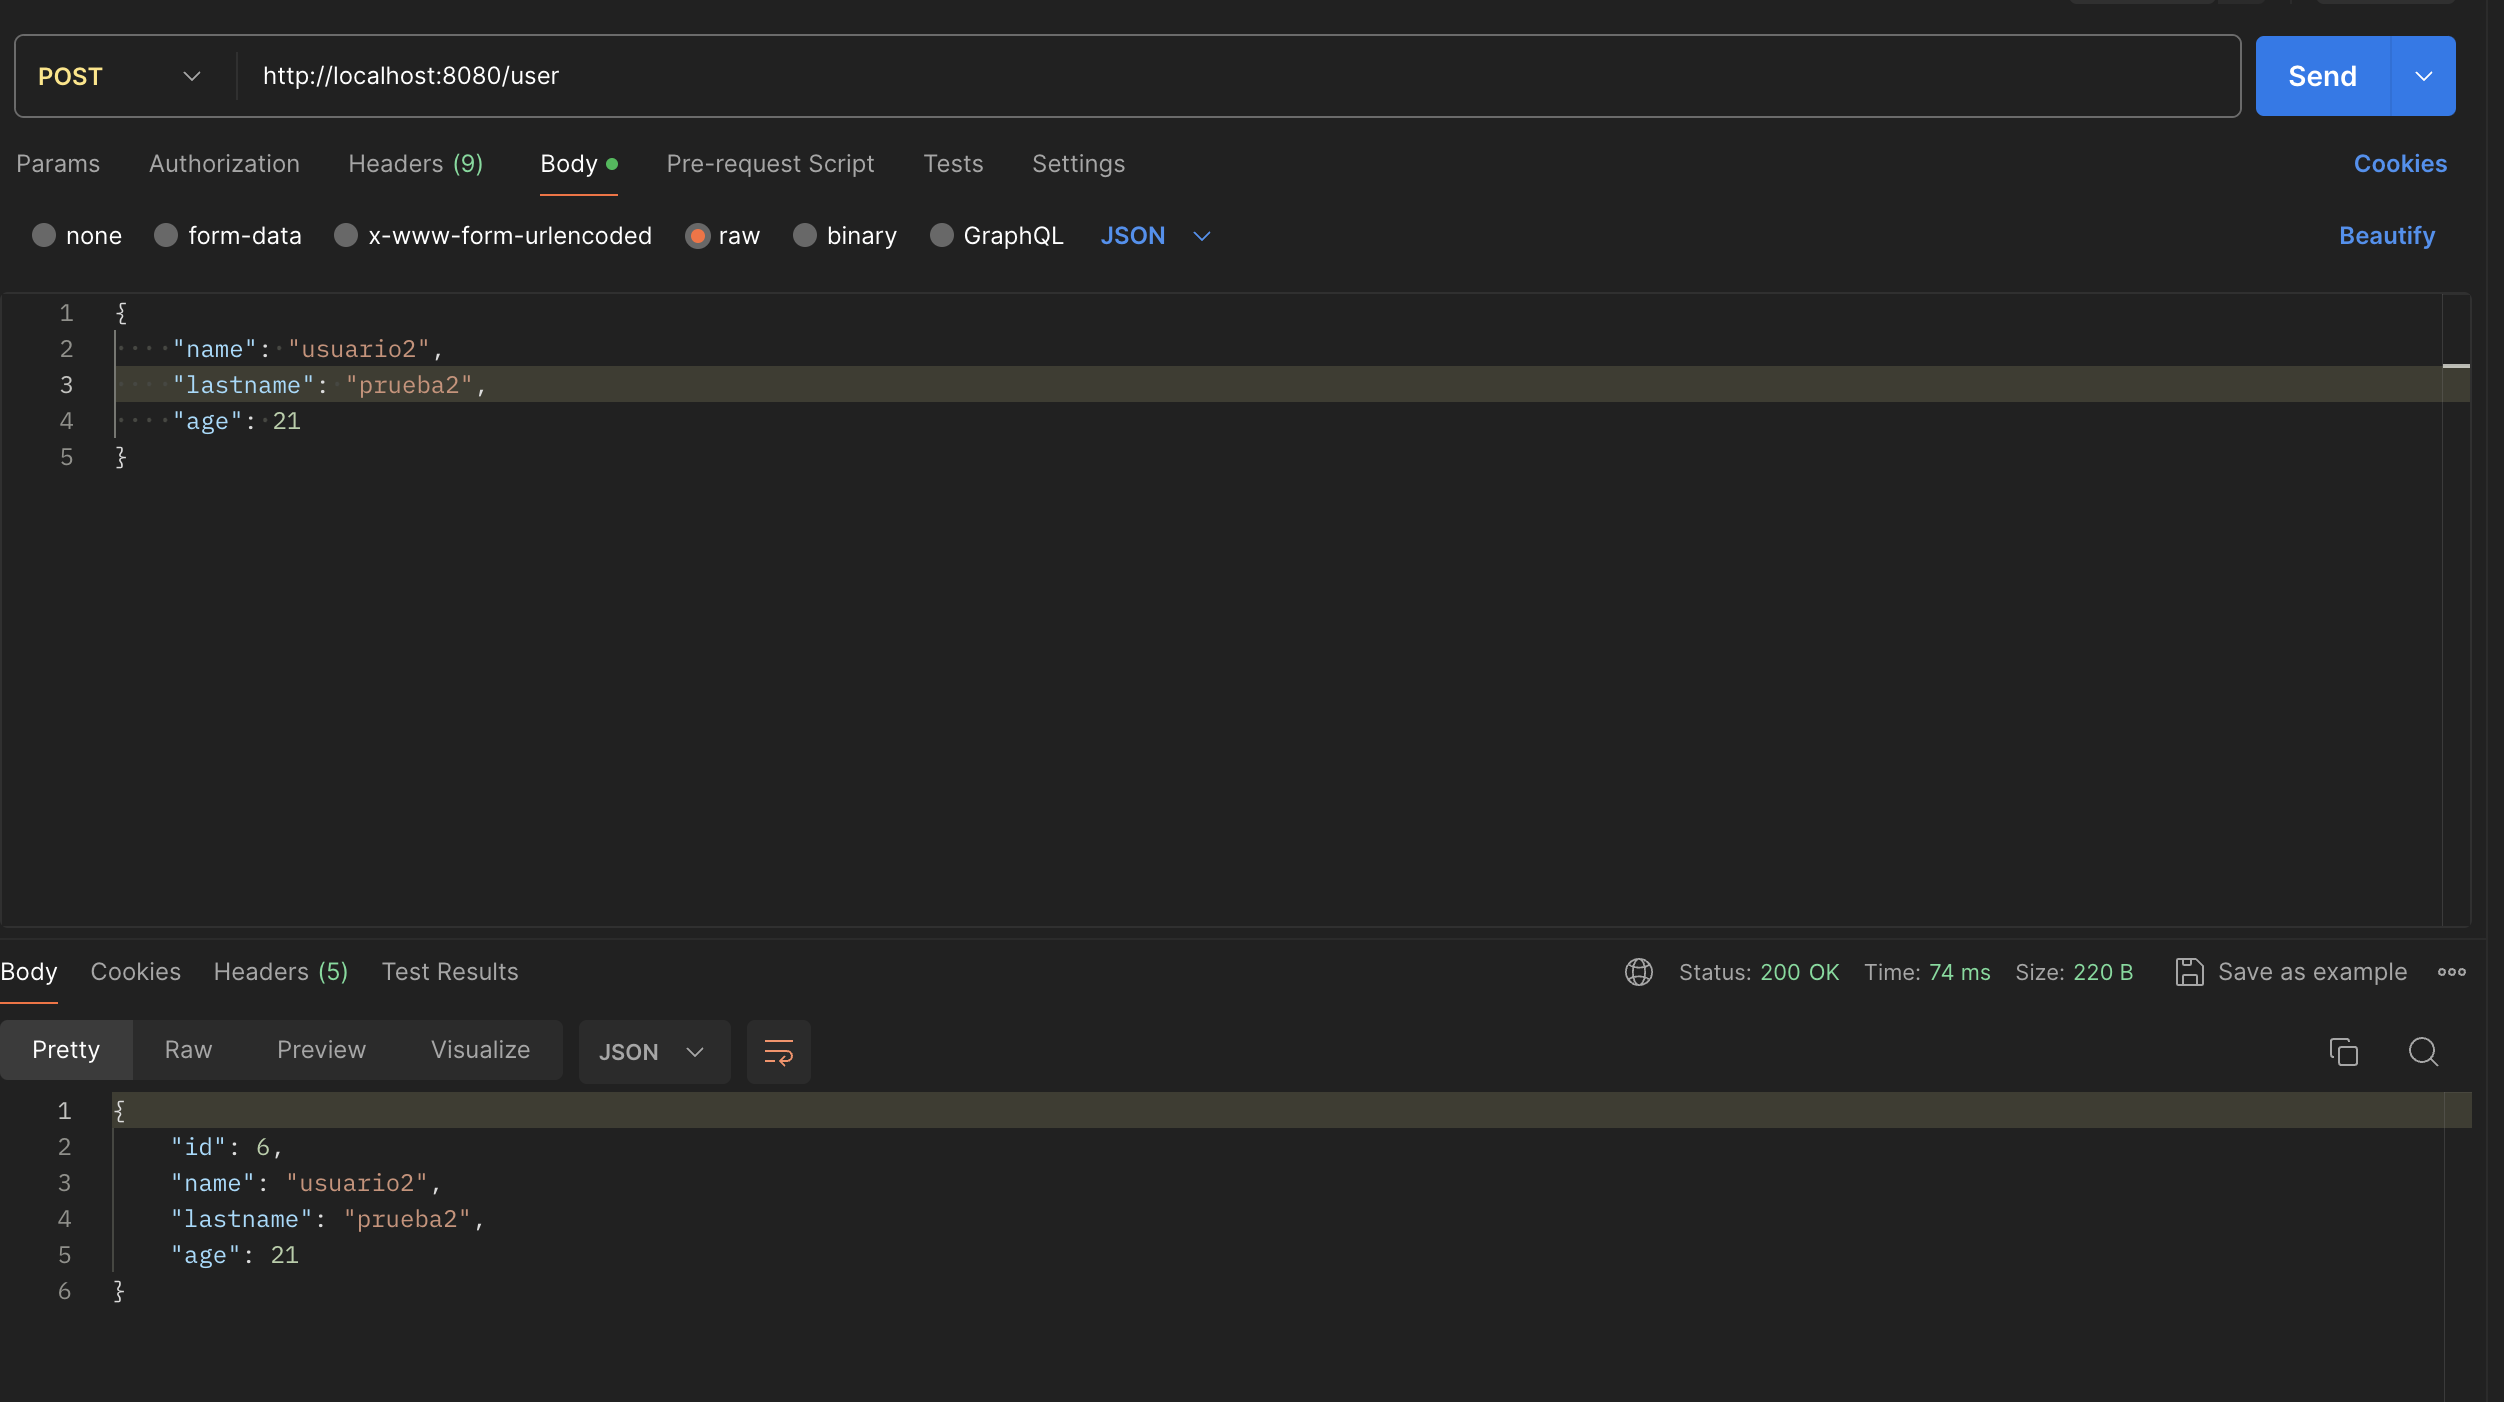 POST http://localhost:8080/user Send
Params Authorization Headers (9) Body Pre-request Script Tests Settings Cookies
none form-data x-www-form-urlencoded raw binary GraphQL JSON Beautify
1 {
2 "name": "usuario2",
3 "lastname": "prueba2",
4 "age": 21
5 }
Body Cookies Headers (5) Test Results Status: 200 OK Time: 74 ms Size: 220 B Save as example
Pretty Raw Preview Visualize JSON
1 {
2 "id": 6,
3 "name": "usuario2",
4 "lastname": "prueba2",
5 "age": 21
6 }